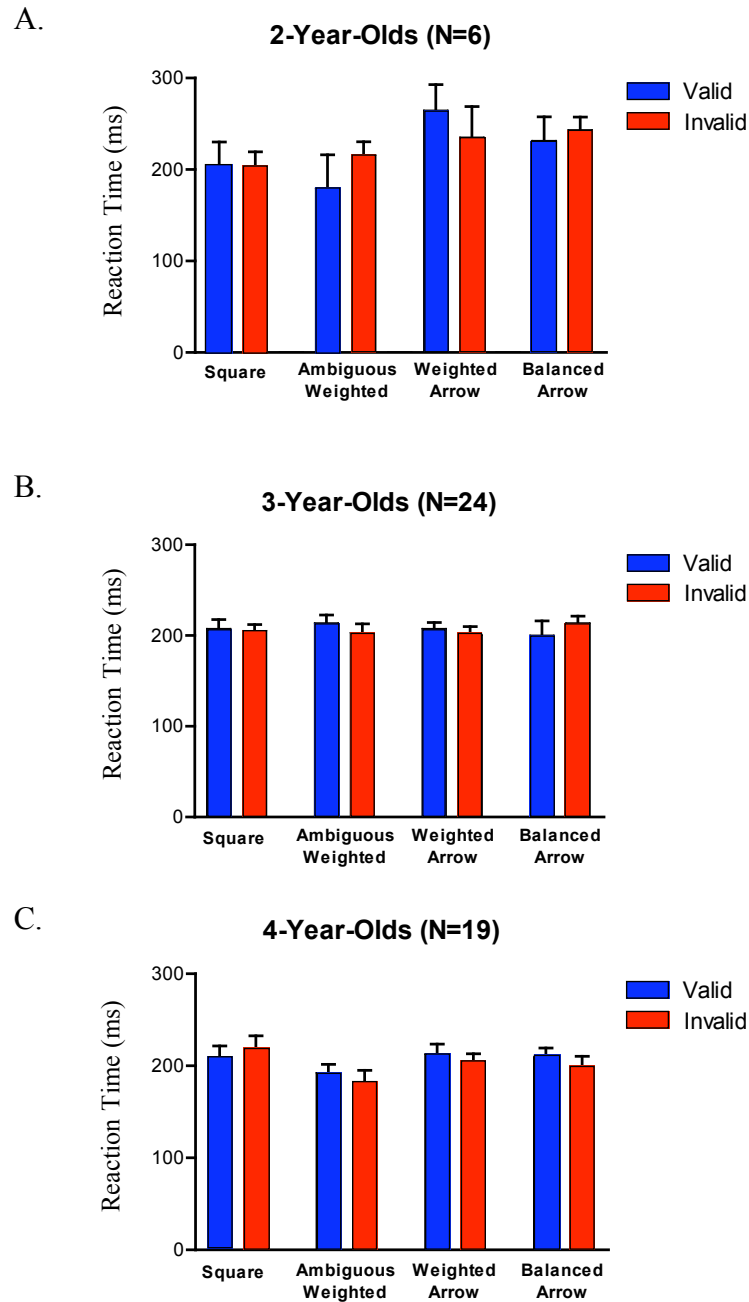 A.
2-Year-Olds (N=6)
300
200
100
0
Reaction Time (ms)
Valid
Invalid
Square
Ambiguous
Weighted
Weighted
Arrow
Balanced
Arrow
B.
3-Year-Olds (N=24)
300
200
100
0
Reaction Time (ms)
Valid
Invalid
Square
Ambiguous
Weighted
Weighted
Arrow
Balanced
Arrow
C.
4-Year-Olds (N=19)
300
200
100
0
Reaction Time (ms)
Valid
Invalid
Square
Ambiguous
Weighted
Weighted
Arrow
Balanced
Arrow